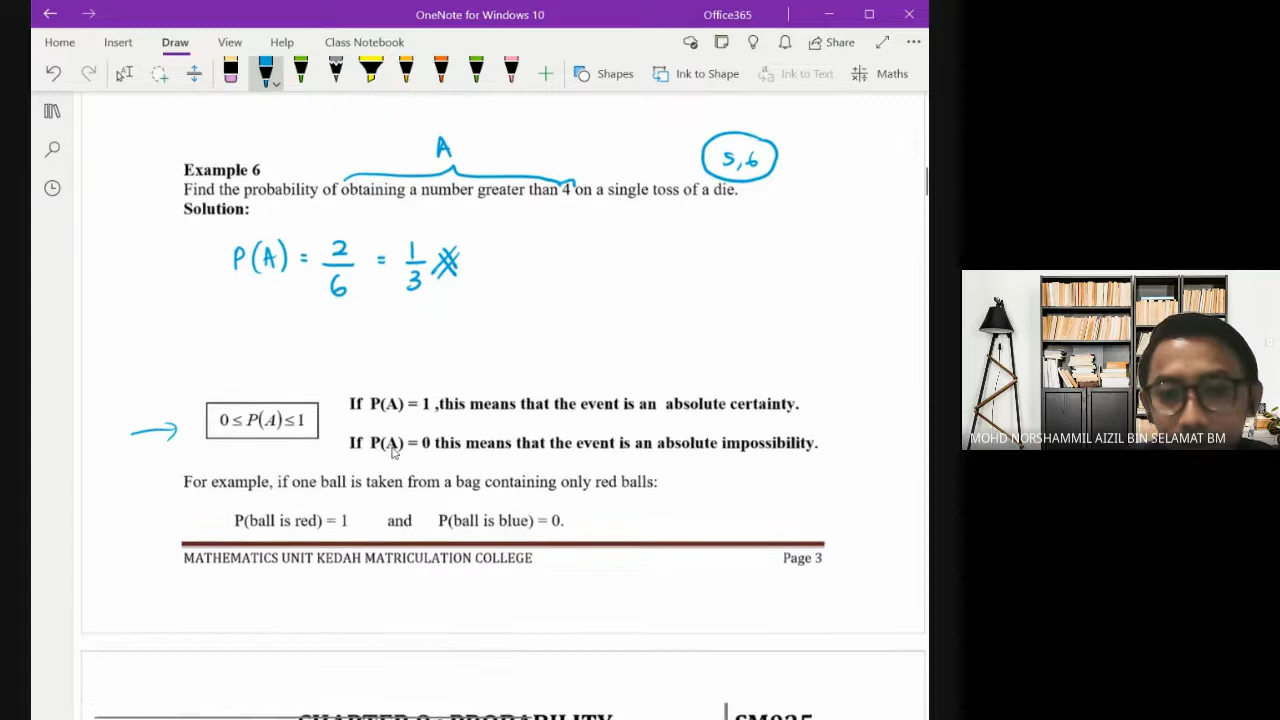 OneNote for Windows 10
Office365
Home Insert Draw View Help Class Notebook
Share
Shapes Ink to Shape Ink to Text Maths
A
5,6
Example 6
Find the probability of obtaining a number greater than 4 on a single toss of a die.
Solution:
P(A) = 2/6 = 1/3
0 ≤ P(A) ≤ 1
If P(A) = 1 ,this means that the event is an absolute certainty.
If P(A) = 0 this means that the event is an absolute impossibility.
For example, if one ball is taken from a bag containing only red balls:
P(ball is red) = 1 and P(ball is blue) = 0.
MATHEMATICS UNIT KEDAH MATRICULATION COLLEGE Page 3
CHAPTER 9 : PROBABILITY SM025
MOHD NORSHAMMIL AIZIL BIN SELAMAT BM